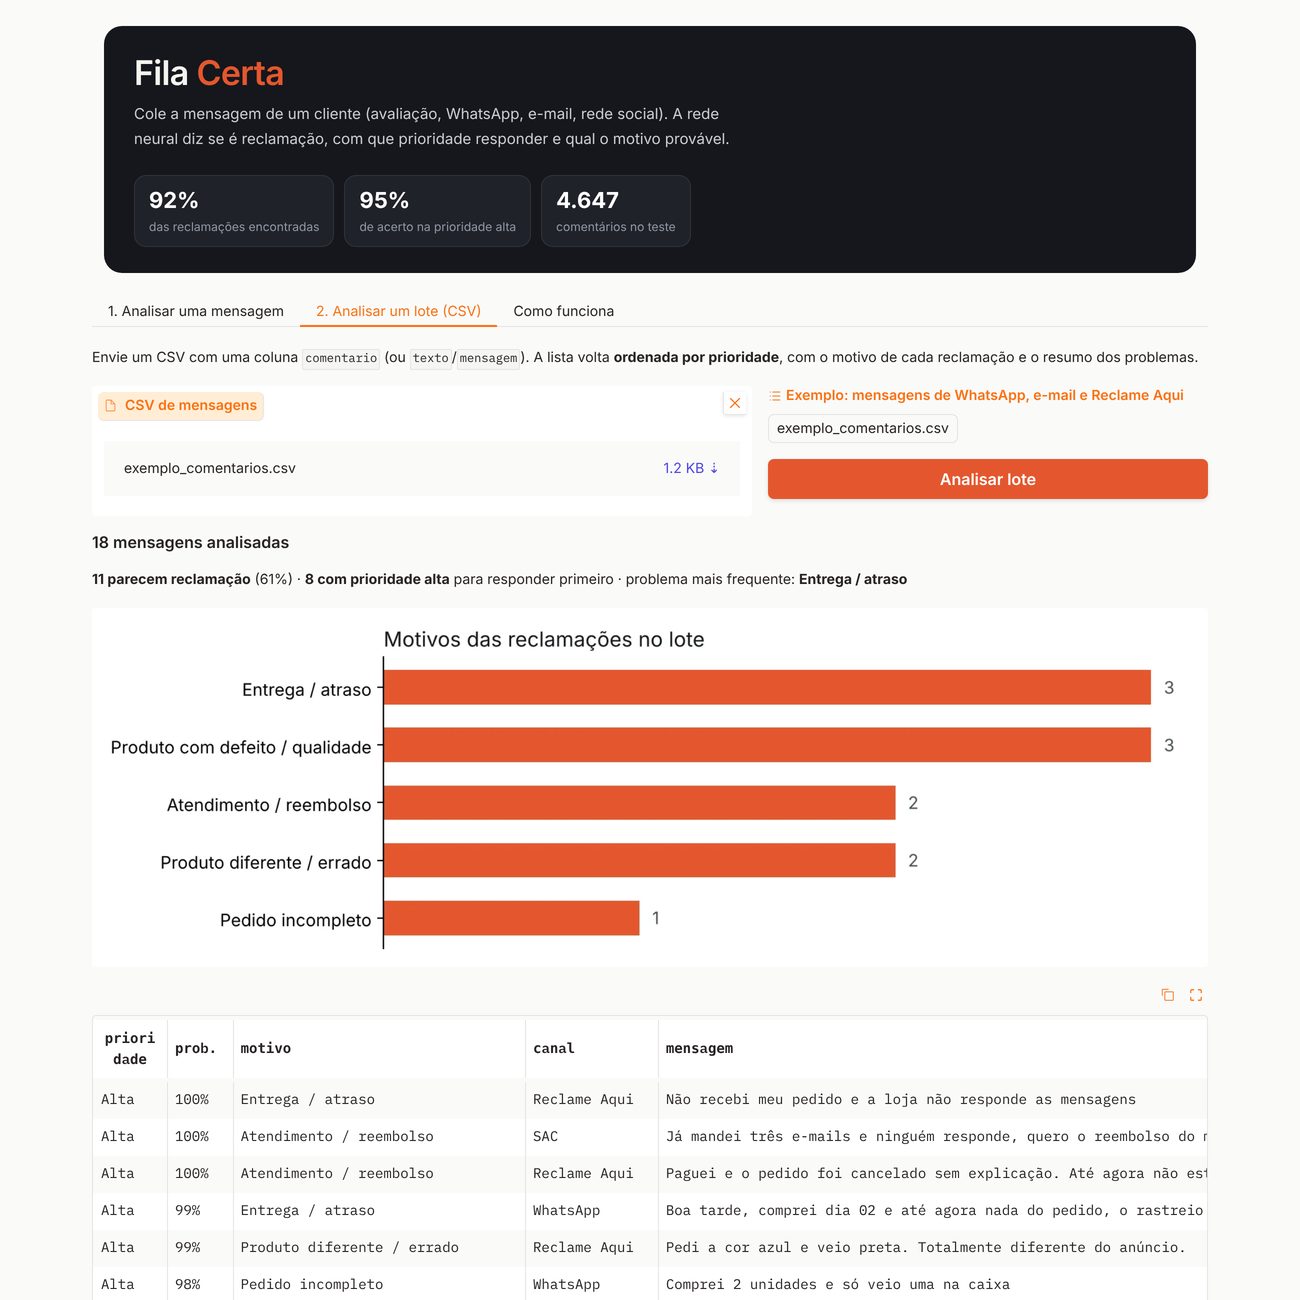 Fila Certa
Cole a mensagem de um cliente (avaliação, WhatsApp, e-mail, rede social). A rede
neural diz se é reclamação, com que prioridade responder e qual o motivo provável.
92%
das reclamações encontradas
95%
de acerto na prioridade alta
4.647
comentários no teste
1. Analisar uma mensagem
2. Analisar um lote (CSV)
Como funciona
Envie um CSV com uma coluna comentario (ou texto/mensagem). A lista volta ordenada por prioridade, com o motivo de cada reclamação e o resumo dos problemas.
CSV de mensagens
exemplo_comentarios.csv
1.2 KB ⇣
Exemplo: mensagens de WhatsApp, e-mail e Reclame Aqui
exemplo_comentarios.csv
Analisar lote
18 mensagens analisadas
11 parecem reclamação (61%) · 8 com prioridade alta para responder primeiro · problema mais frequente: Entrega / atraso
Motivos das reclamações no lote
Entrega / atraso 3
Produto com defeito / qualidade 3
Atendimento / reembolso 2
Produto diferente / errado 2
Pedido incompleto 1
priori
dade
prob.
motivo
canal
mensagem
Alta 100% Entrega / atraso Reclame Aqui Não recebi meu pedido e a loja não responde as mensagens
Alta 100% Atendimento / reembolso SAC Já mandei três e-mails e ninguém responde, quero o reembolso do
Alta 100% Atendimento / reembolso Reclame Aqui Paguei e o pedido foi cancelado sem explicação. Até agora não
Alta 99% Entrega / atraso WhatsApp Boa tarde, comprei dia 02 e até agora nada do pedido, o rastreio
Alta 99% Produto diferente / errado Reclame Aqui Pedi a cor azul e veio preta. Totalmente diferente do anúncio.
Alta 98% Pedido incompleto WhatsApp Comprei 2 unidades e só veio uma na caixa